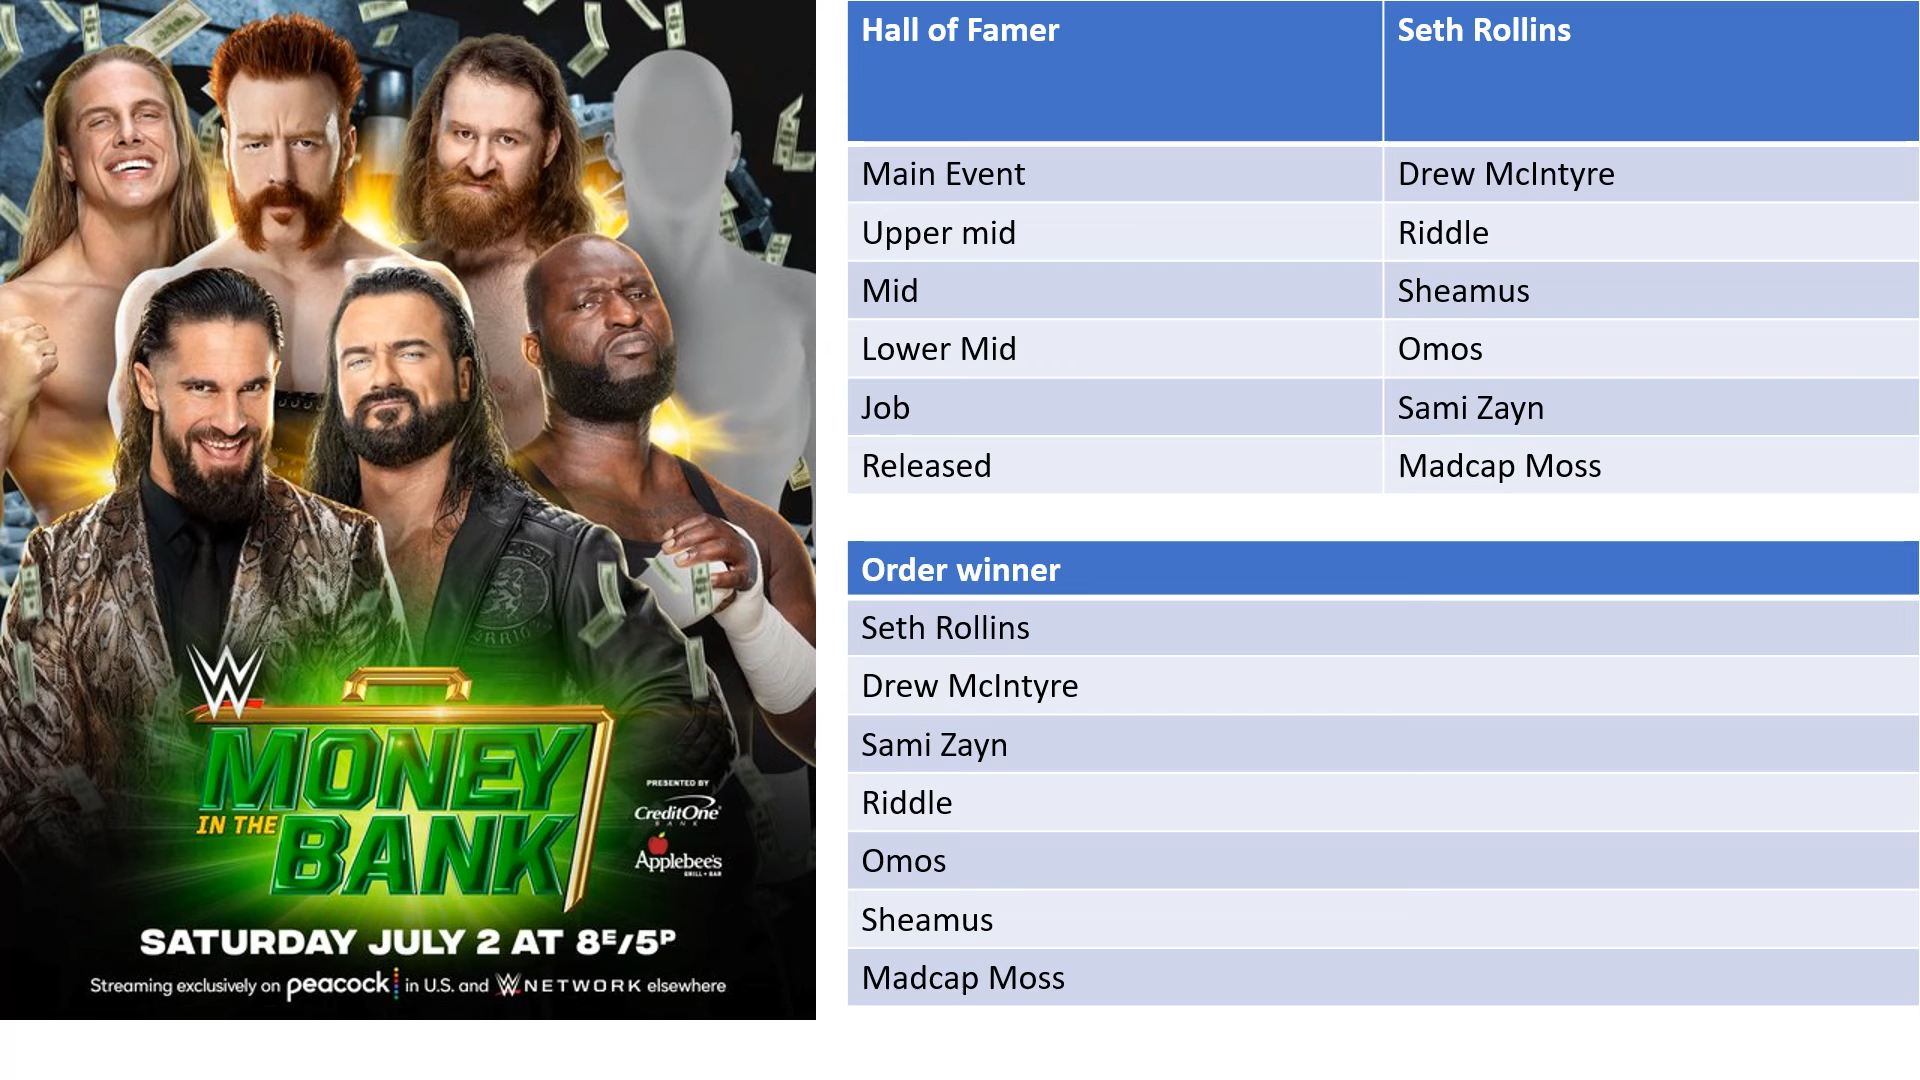 Hall of Famer Seth Rollins
Main Event Drew McIntyre
Upper mid Riddle
Mid Sheamus
Lower Mid Omos
Job Sami Zayn
Released Madcap Moss
Order winner
Seth Rollins
Drew McIntyre
Sami Zayn
Riddle
Omos
Sheamus
Madcap Moss
W
MONEY
IN THE
BANK
PRESENTED BY
CreditOne
BANK
Applebee's
GRILL + BAR
SATURDAY JULY 2 AT 8E/5P
Streaming exclusively on peacock in U.S. and W NETWORK elsewhere